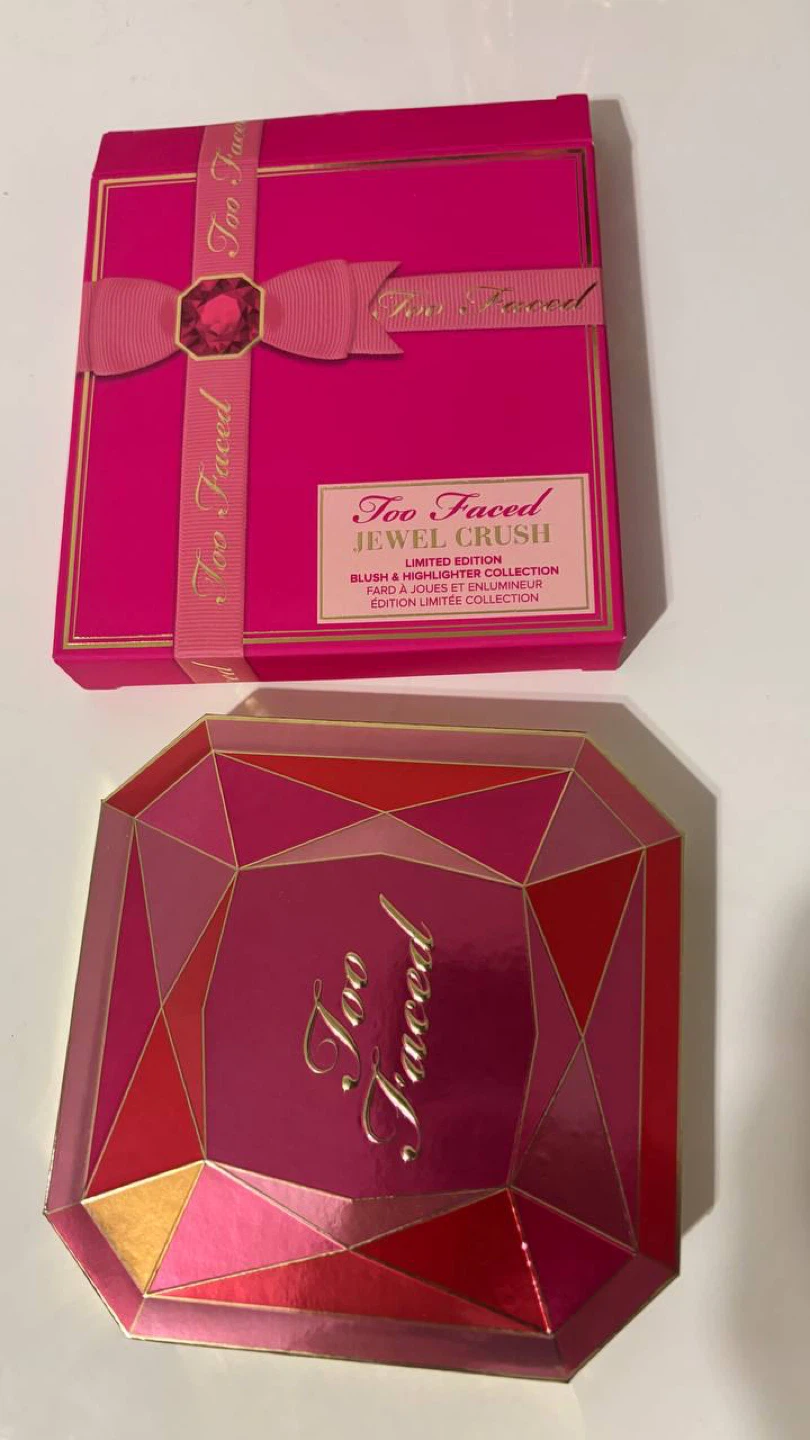 Too Faced
Too Faced
Too Faced
Too Faced
JEWEL CRUSH
LIMITED EDITION
BLUSH & HIGHLIGHTER COLLECTION
FARD À JOUES ET ENLUMINEUR
ÉDITION LIMITÉE COLLECTION
Too
Faced